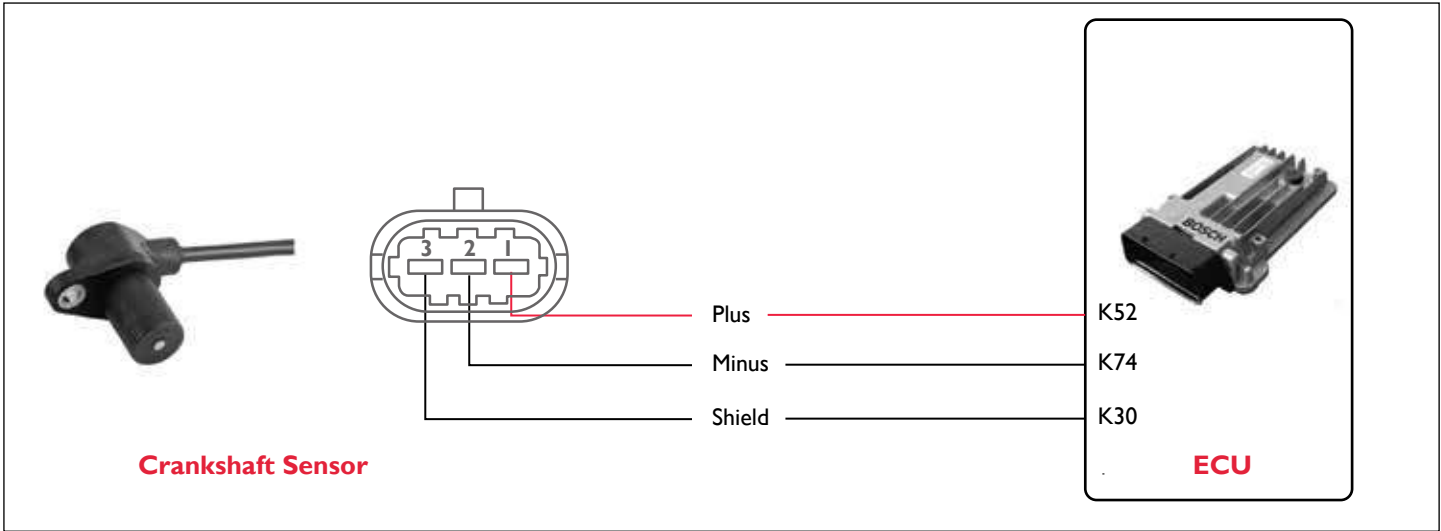 3 2 1
BOSCH
Plus
K52
Minus
K74
Shield
K30
Crankshaft Sensor
ECU